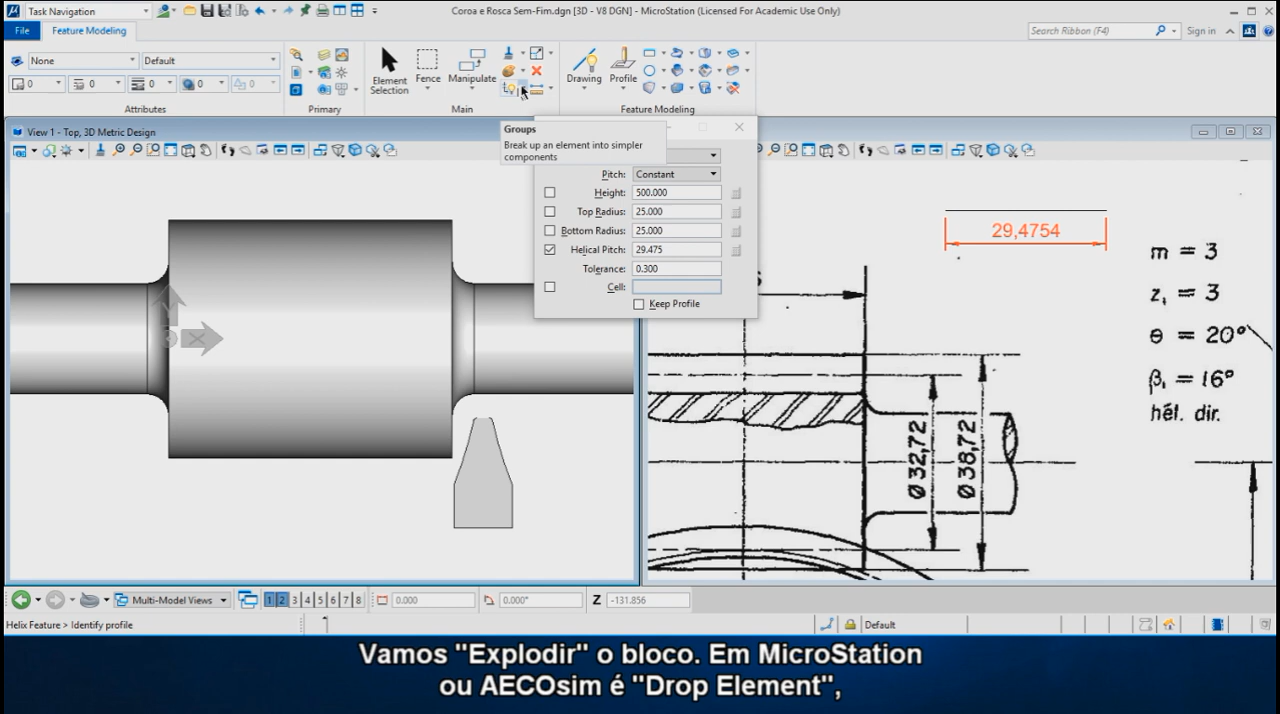 Task Navigation
Coroa e Rosca Sem-Fim.dgn [3D - V8 DGN] - MicroStation (Licensed For Academic Use Only)
File
Feature Modeling
Search Ribbon (F4)
Sign in
None
Default
0
0
0
0
0
Attributes
Primary
Element Selection
Fence
Manipulate
Main
Drawing
Profile
Feature Modeling
View 1 - Top, 3D Metric Design
Groups
Break up an element into simpler
components
Pitch: Constant
Height: 500.000
Top Radius: 25.000
Bottom Radius: 25.000
Helical Pitch: 29.475
Tolerance: 0.300
Cell:
Keep Profile
X
29,4754
m = 3
z₁ = 3
θ = 20°
β₁ = 16°
hél. dir.
Ø 32,72
Ø 38,72
Multi-Model Views
1 2 3 4 5 6 7 8
0.000
0.000°
Z -131.856
Helix Feature > Identify profile
Default
Vamos "Explodir" o bloco. Em MicroStation
ou AECOsim é "Drop Element",